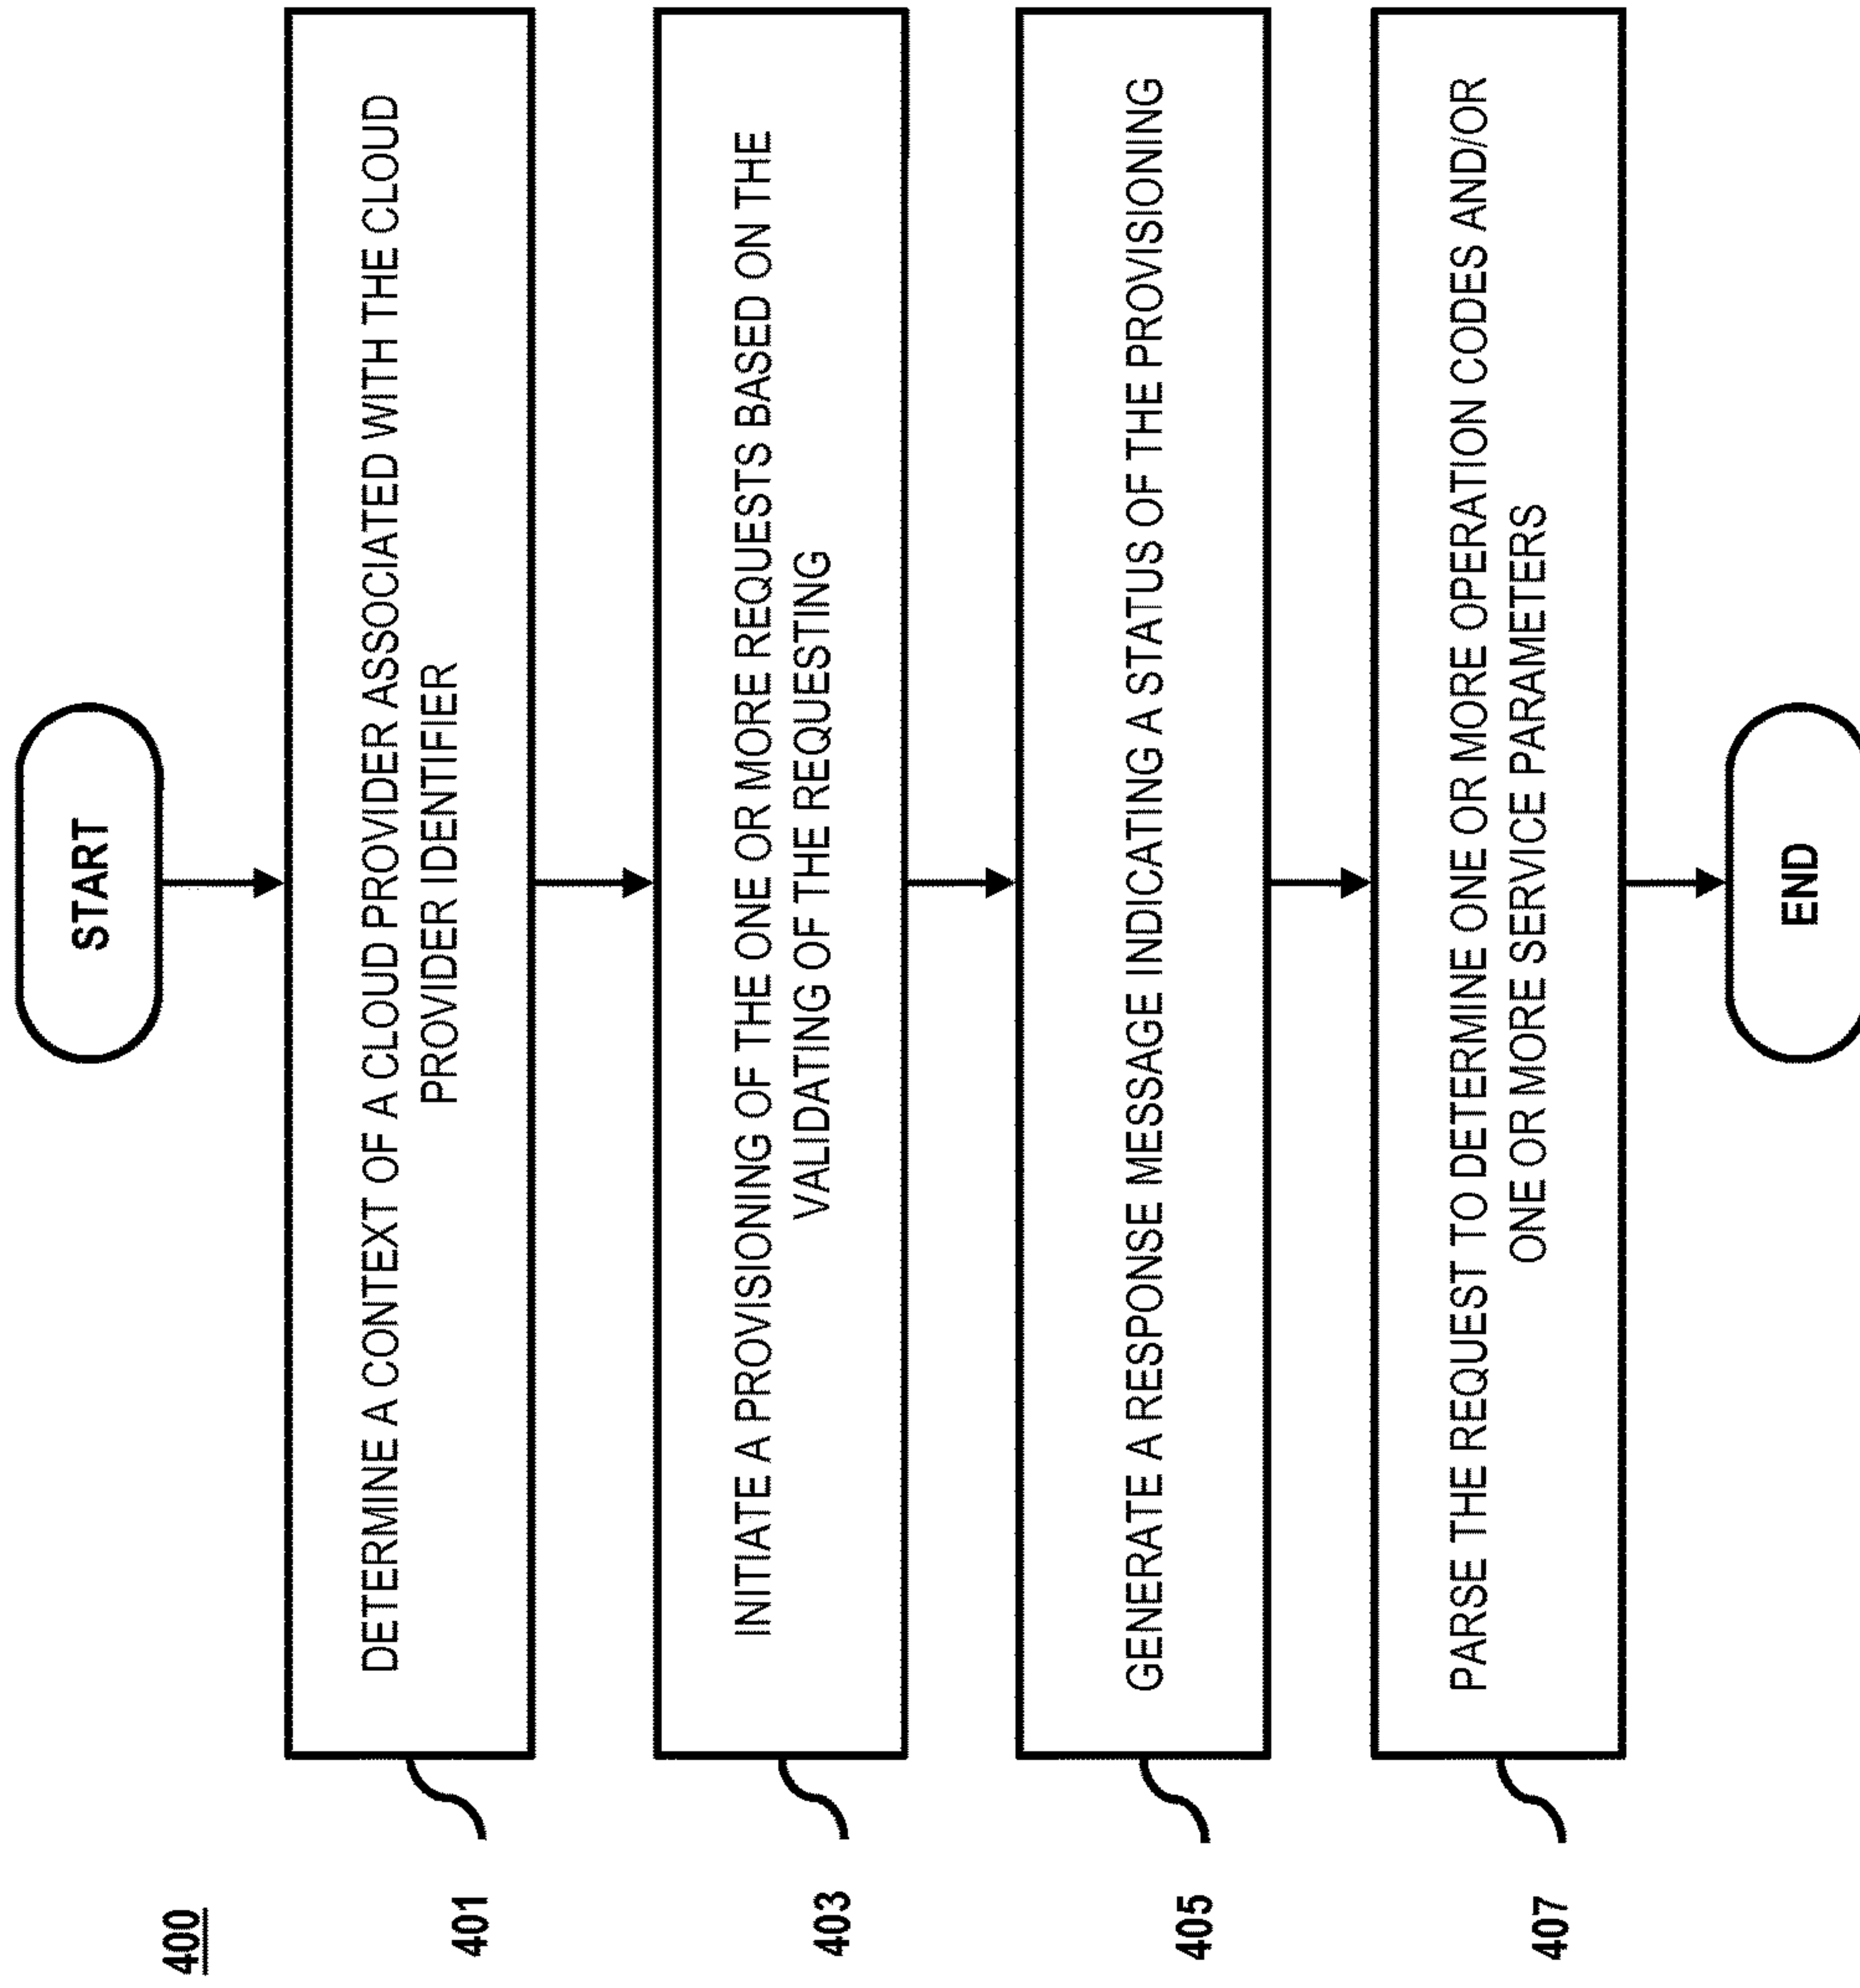 400
START
401
DETERMINE A CONTEXT OF A CLOUD PROVIDER ASSOCIATED WITH THE CLOUD
PROVIDER IDENTIFIER
403
INITIATE A PROVISIONING OF THE ONE OR MORE REQUESTS BASED ON THE
VALIDATING OF THE REQUESTING
405
GENERATE A RESPONSE MESSAGE INDICATING A STATUS OF THE PROVISIONING
407
PARSE THE REQUEST TO DETERMINE ONE OR MORE OPERATION CODES AND/OR
ONE OR MORE SERVICE PARAMETERS
END